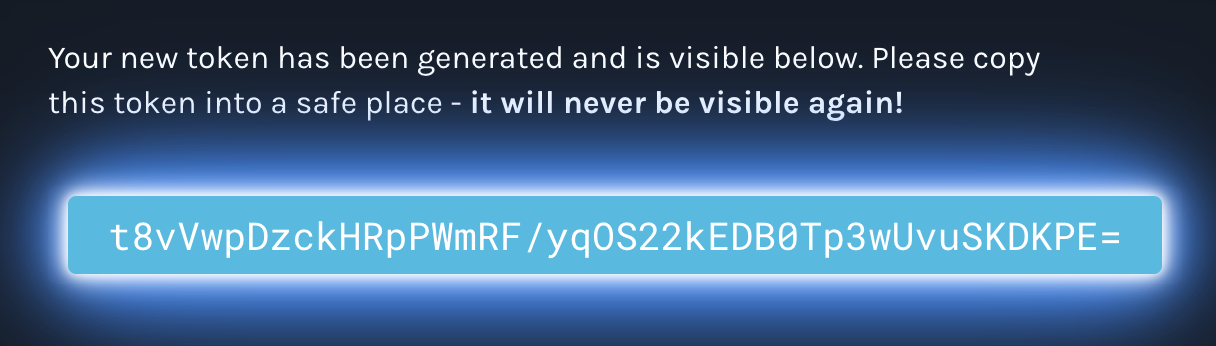 Your new token has been generated and is visible below. Please copy
this token into a safe place - it will never be visible again!
t8vVwpDzckHRpPWmRF/yqOS22kEDB0Tp3wUvuSKDKPE=